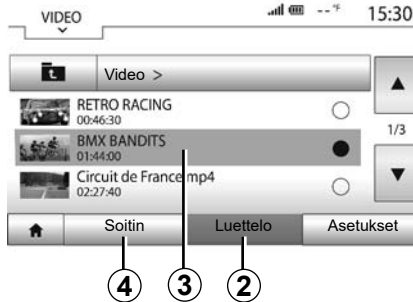 VIDEO
-- °F
15:30
Video >
RETRO RACING
00:46:30
1/3
BMX BANDITS
01:44:00
Circuit de France.mp4
02:27:40
Soitin
Luettelo
Asetukset
4
3
2